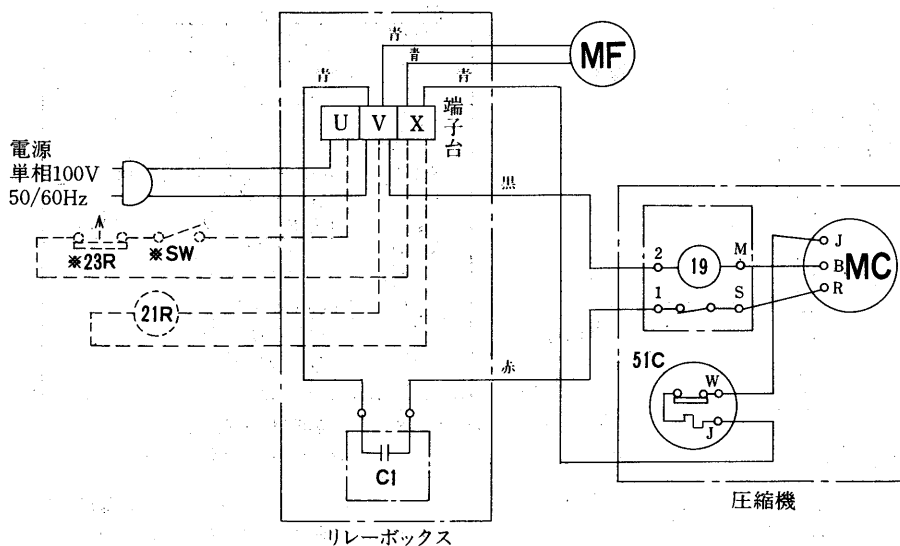 青
青
青
青
MF
U V X
端子台
電源
単相100V
50/60Hz
黒
※23R
※SW
21R
2
19
M
J
B
R
MC
1
S
51C
W
J
赤
C1
圧縮機
リレーボックス